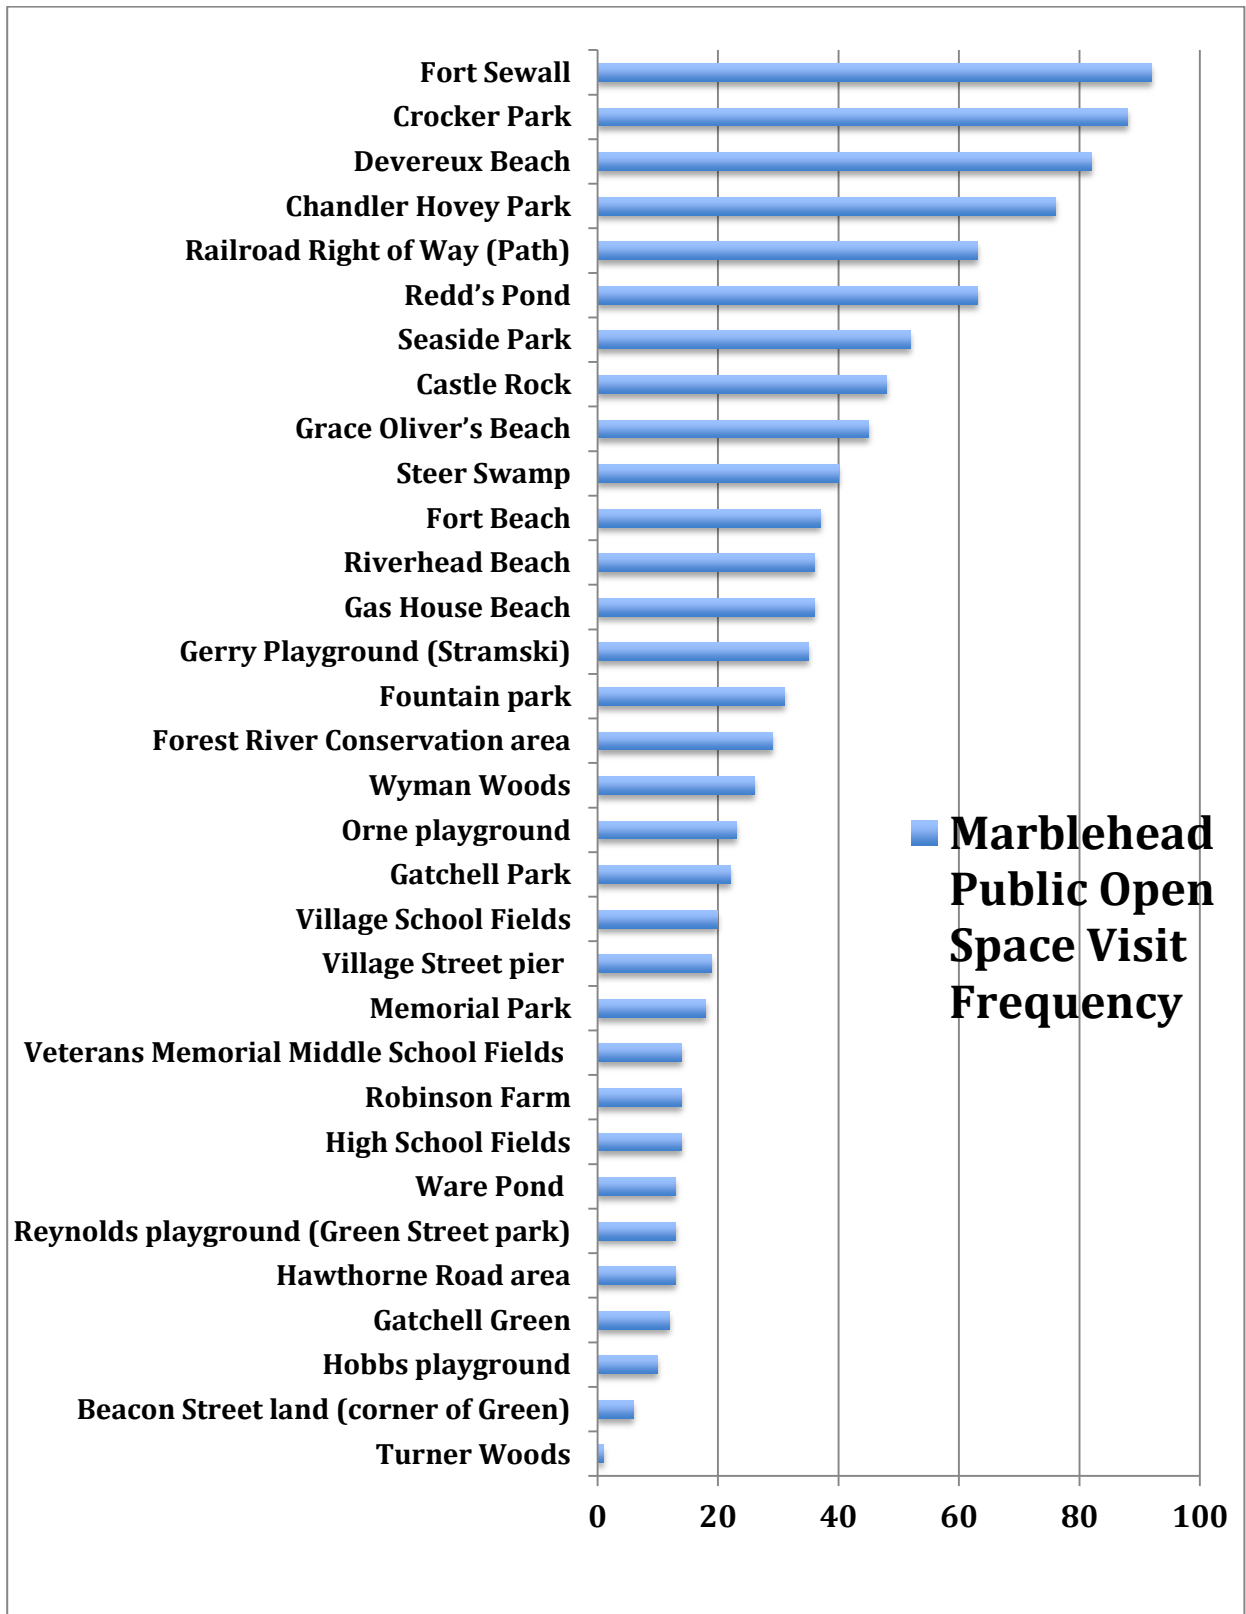 Fort Sewall
Crocker Park
Devereux Beach
Chandler Hovey Park
Railroad Right of Way (Path)
Redd’s Pond
Seaside Park
Castle Rock
Grace Oliver’s Beach
Steer Swamp
Fort Beach
Riverhead Beach
Gas House Beach
Gerry Playground (Stramski)
Fountain park
Forest River Conservation area
Wyman Woods
Orne playground
Gatchell Park
Village School Fields
Village Street pier
Memorial Park
Veterans Memorial Middle School Fields
Robinson Farm
High School Fields
Ware Pond
Reynolds playground (Green Street park)
Hawthorne Road area
Gatchell Green
Hobbs playground
Beacon Street land (corner of Green)
Turner Woods
0 20 40 60 80 100
Marblehead
Public Open
Space Visit
Frequency